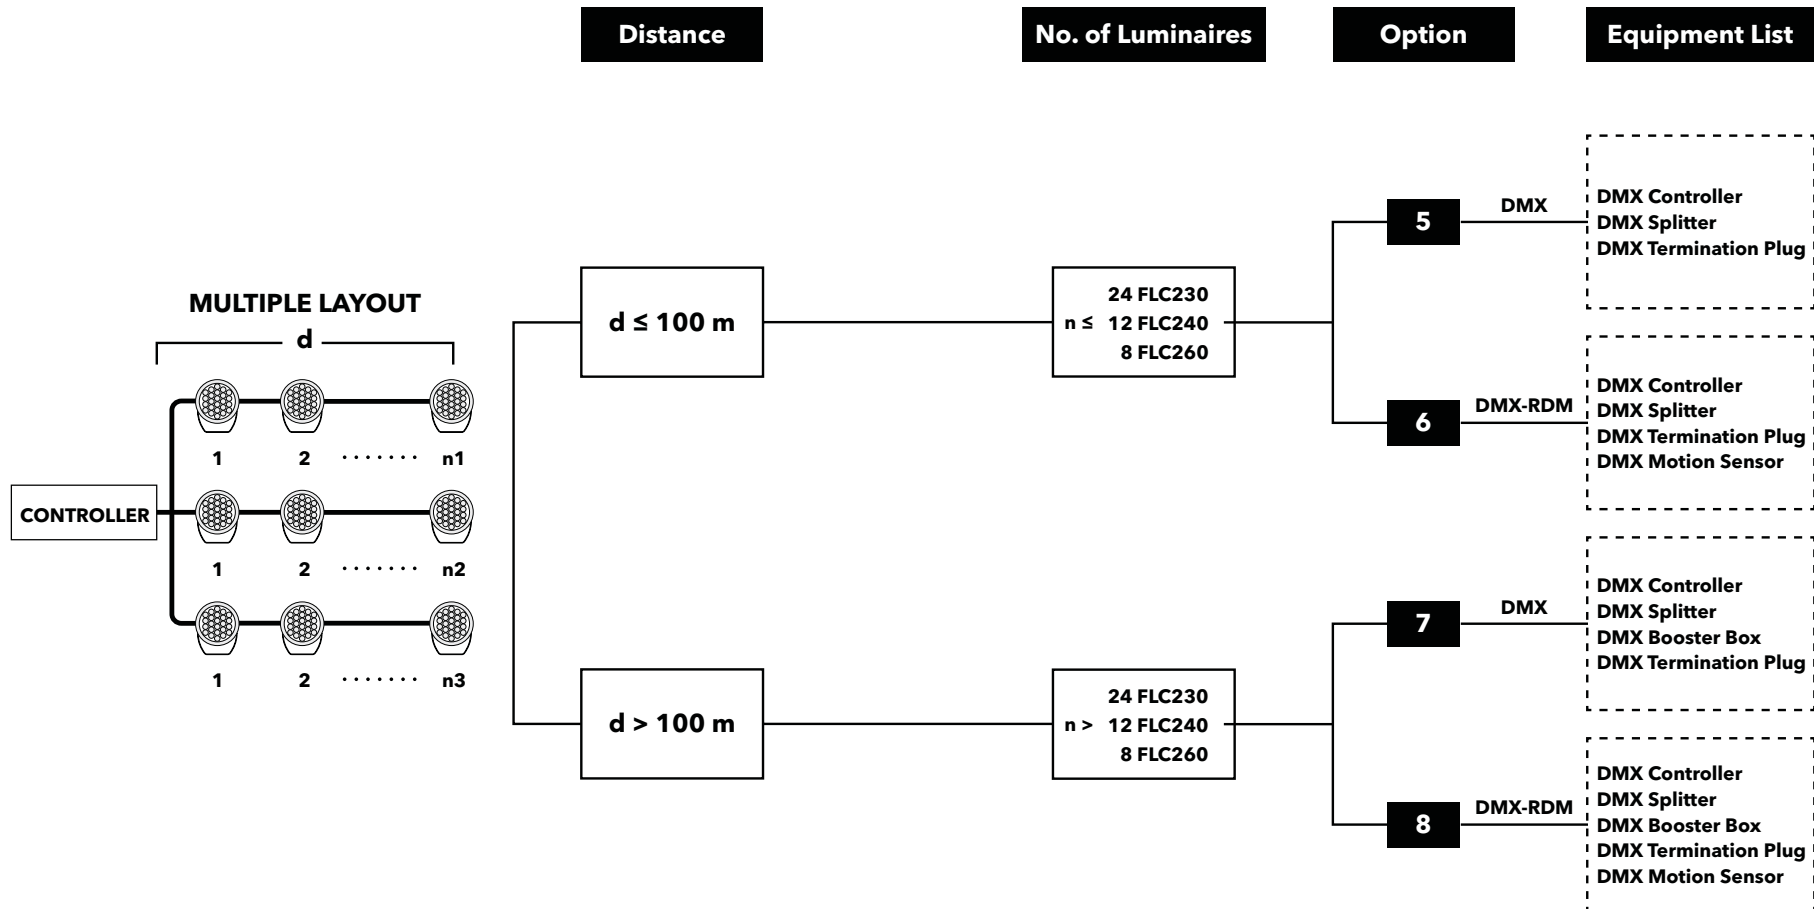 Distance
No. of Luminaires
Option
Equipment List
MULTIPLE LAYOUT
d
CONTROLLER
1 2 ....... n1
1 2 ....... n2
1 2 ....... n3
d ≤ 100 m
24 FLC230
n ≤ 12 FLC240
8 FLC260
5
DMX
DMX Controller
DMX Splitter
DMX Termination Plug
6
DMX-RDM
DMX Controller
DMX Splitter
DMX Termination Plug
DMX Motion Sensor
d > 100 m
24 FLC230
n > 12 FLC240
8 FLC260
7
DMX
DMX Controller
DMX Splitter
DMX Booster Box
DMX Termination Plug
8
DMX-RDM
DMX Controller
DMX Splitter
DMX Booster Box
DMX Termination Plug
DMX Motion Sensor